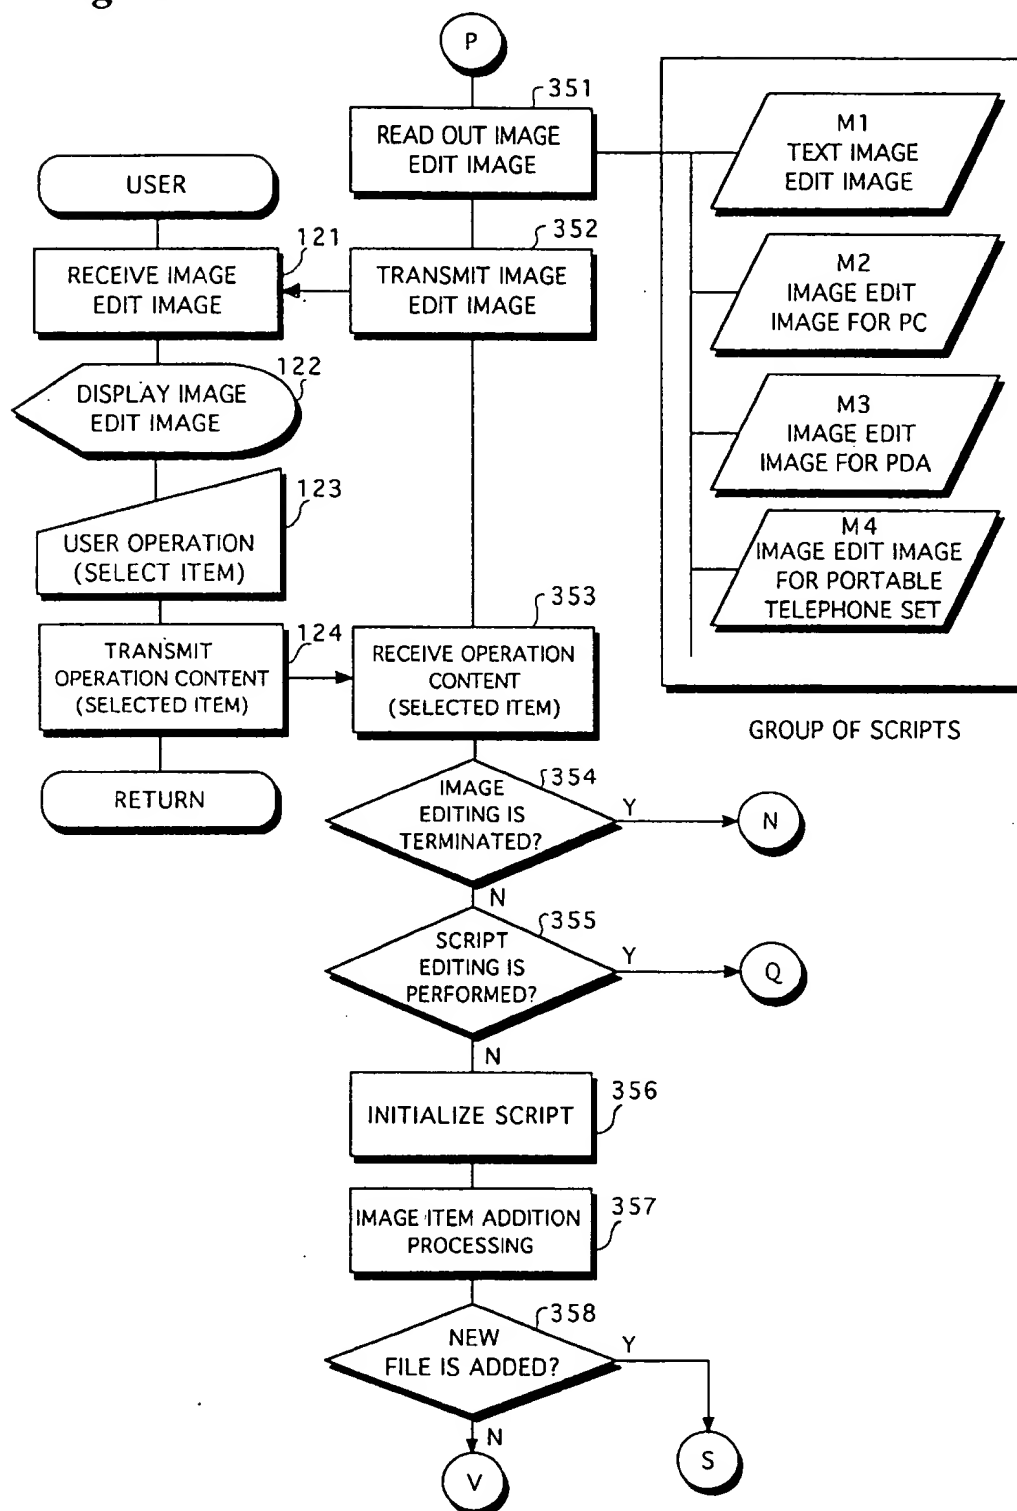 g
P
351
READ OUT IMAGE
EDIT IMAGE
M1
TEXT IMAGE
EDIT IMAGE
USER
352
121
RECEIVE IMAGE
EDIT IMAGE
TRANSMIT IMAGE
EDIT IMAGE
M2
IMAGE EDIT
IMAGE FOR PC
122
DISPLAY IMAGE
EDIT IMAGE
M3
IMAGE EDIT
IMAGE FOR PDA
123
USER OPERATION
(SELECT ITEM)
M4
IMAGE EDIT IMAGE
FOR PORTABLE
TELEPHONE SET
353
124
TRANSMIT
OPERATION CONTENT
(SELECTED ITEM)
RECEIVE OPERATION
CONTENT
(SELECTED ITEM)
GROUP OF SCRIPTS
RETURN
354
IMAGE
EDITING IS
TERMINATED?
Y
N
N
355
SCRIPT
EDITING IS
PERFORMED?
Y
Q
N
356
INITIALIZE SCRIPT
357
IMAGE ITEM ADDITION
PROCESSING
358
NEW
FILE IS ADDED?
Y
N
S
V